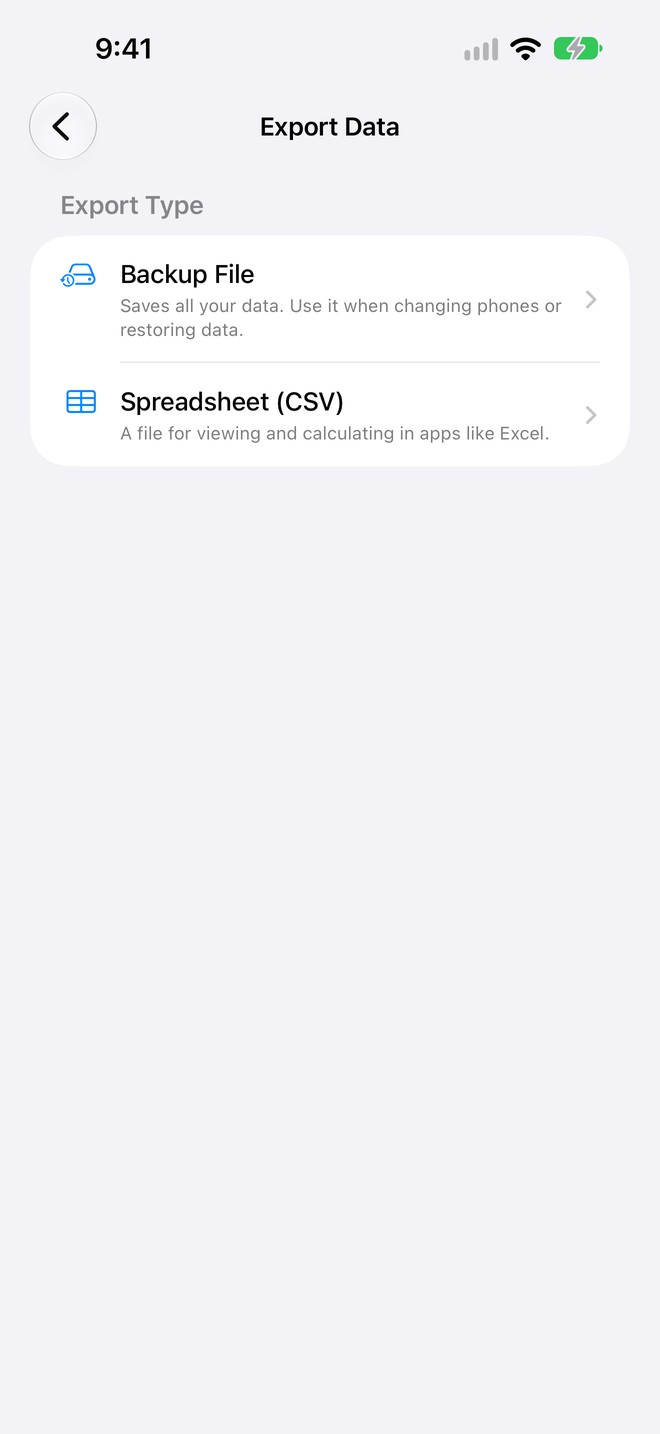 9:41
Export Data
Export Type
Backup File
Saves all your data. Use it when changing phones or
restoring data.
Spreadsheet (CSV)
A file for viewing and calculating in apps like Excel.